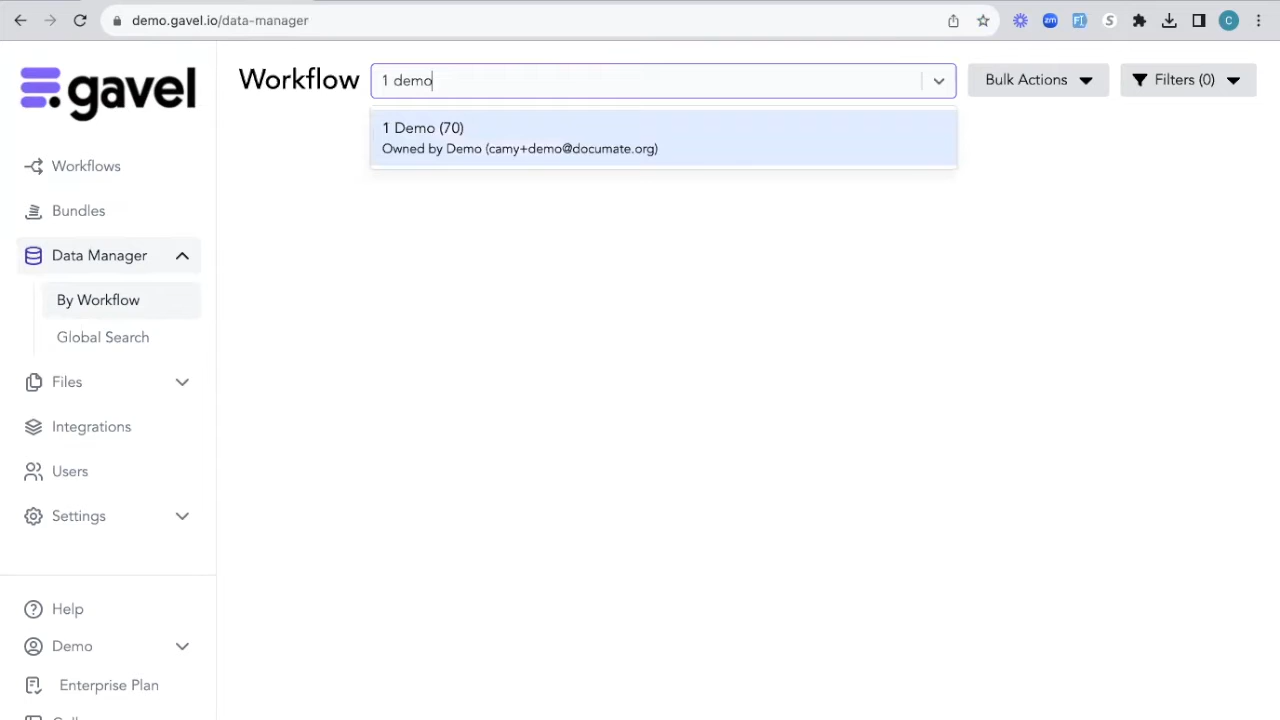 demo.gavel.io/data-manager
zm
S
C
.gavel
Workflow
1 demo
Bulk Actions
Filters (0)
1 Demo (70)
Owned by Demo (camy+demo@documate.org)
Workflows
Bundles
Data Manager
By Workflow
Global Search
Files
Integrations
Users
Settings
Help
Demo
Enterprise Plan